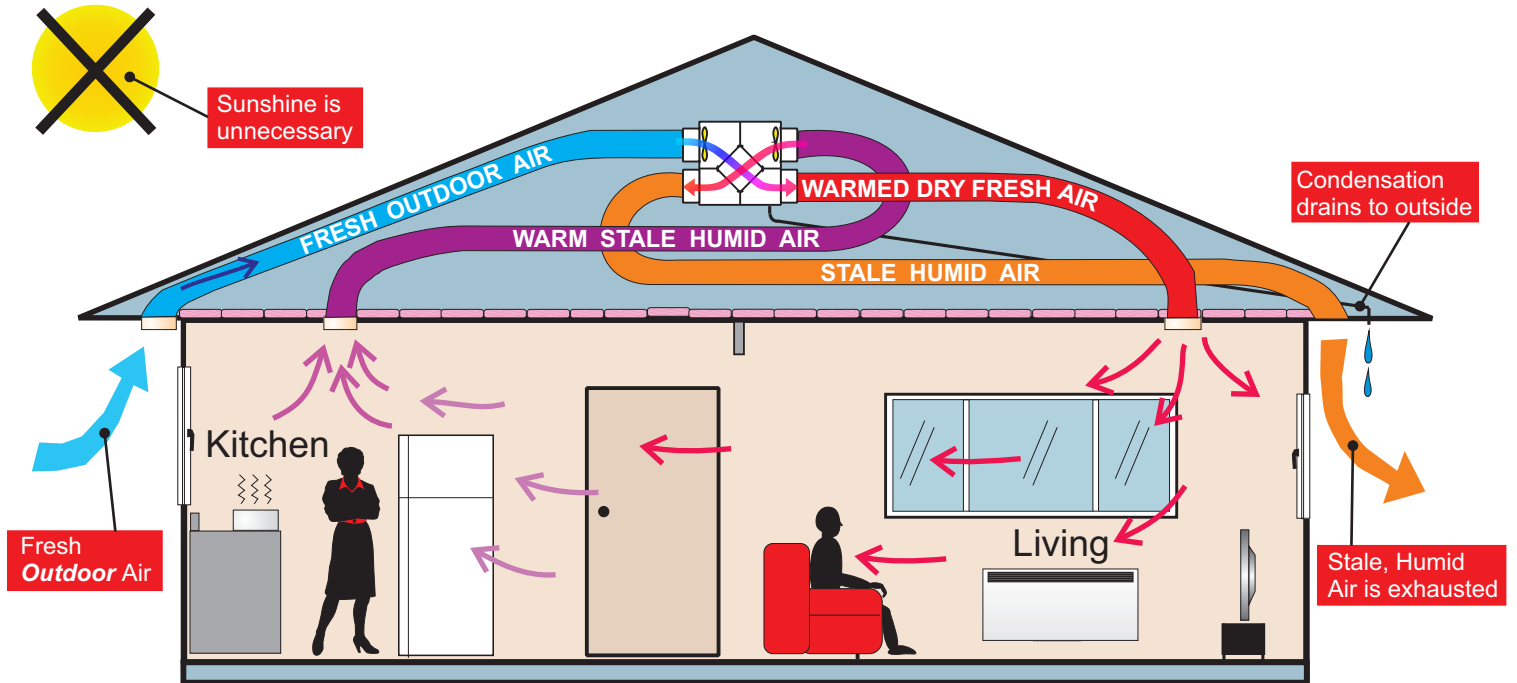 Sunshine is
unnecessary
FRESH OUTDOOR AIR
WARMED DRY FRESH AIR
WARM STALE HUMID AIR
STALE HUMID AIR
Condensation
drains to outside
Kitchen
Living
Fresh
Outdoor Air
Stale, Humid
Air is exhausted